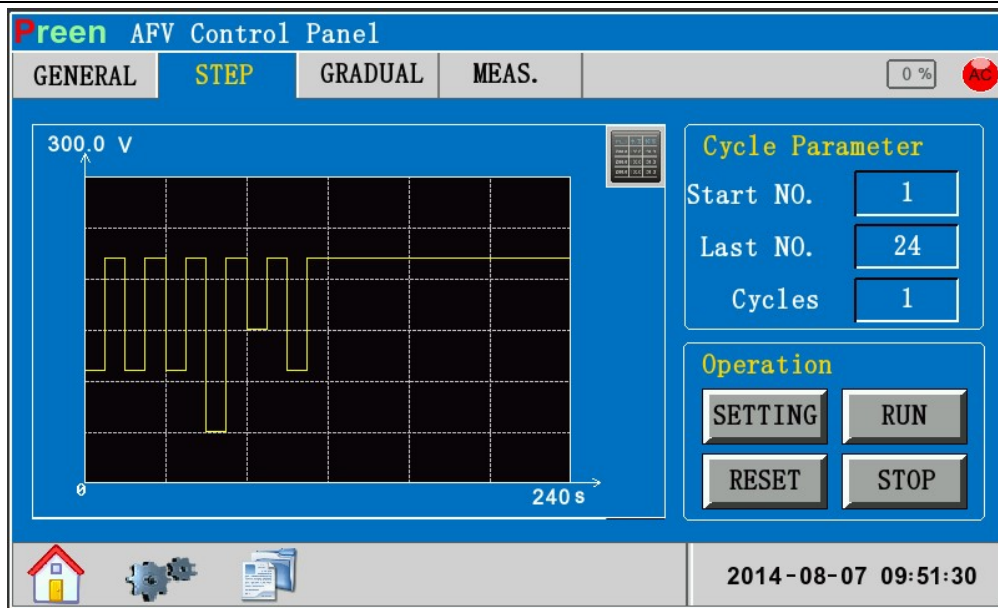 Preen AFV Control Panel
GENERAL STEP GRADUAL MEAS. 0 % AC
300.0 V
0
240 s
Cycle Parameter
Start NO. 1
Last NO. 24
Cycles 1
Operation
SETTING RUN
RESET STOP
2014-08-07 09:51:30